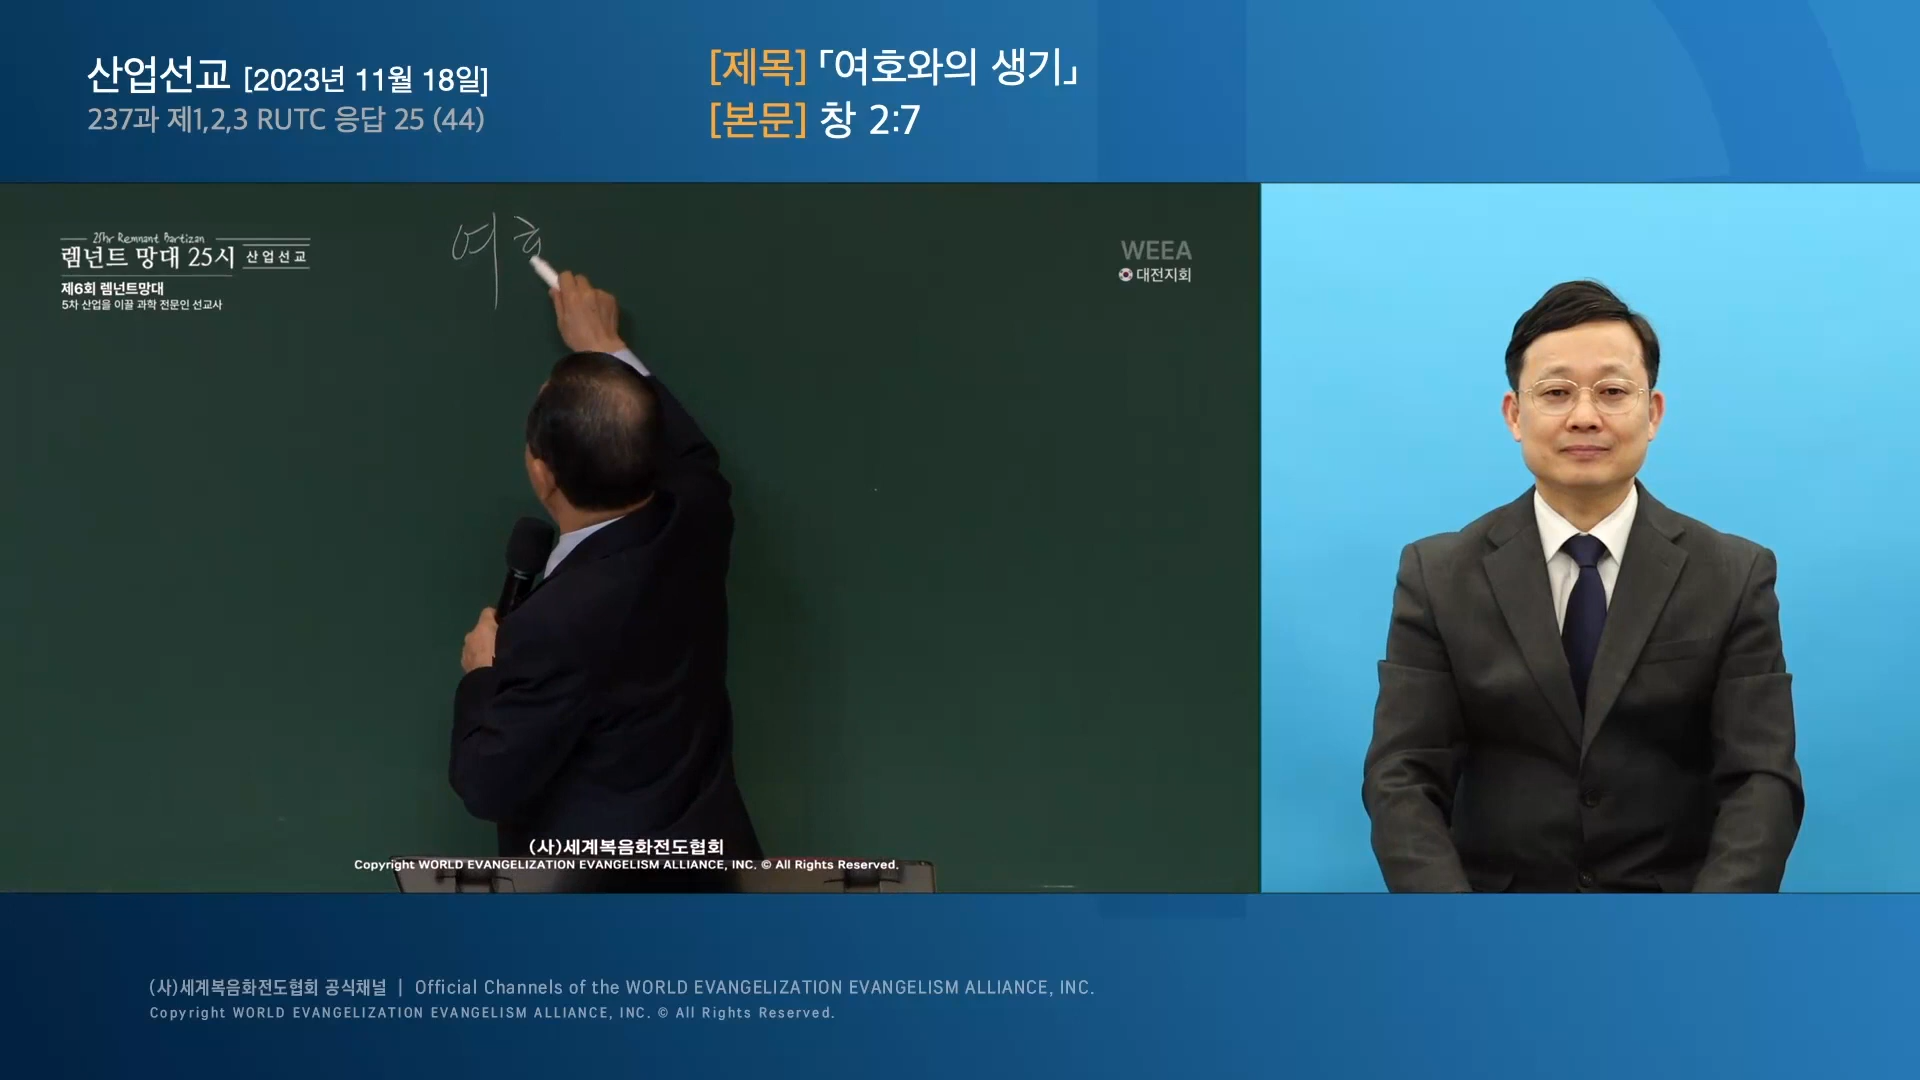 산업선교 [2023년 11월 18일]
237과 제1,2,3 RUTC 응답 25 (44)
[제목] 「여호와의 생기」
[본문] 창 2:7
25hr Remnant Partizan
렘넌트 망대 25시 산업선교
제6회 렘넌트망대
5차 산업을 이끌 과학 전문인 선교사
여호
WEEA
대전지회
(사)세계복음화전도협회
Copyright WORLD EVANGELIZATION EVANGELISM ALLIANCE, INC. © All Rights Reserved.
(사)세계복음화전도협회 공식채널 | Official Channels of the WORLD EVANGELIZATION EVANGELISM ALLIANCE, INC.
Copyright WORLD EVANGELIZATION EVANGELISM ALLIANCE, INC. © All Rights Reserved.